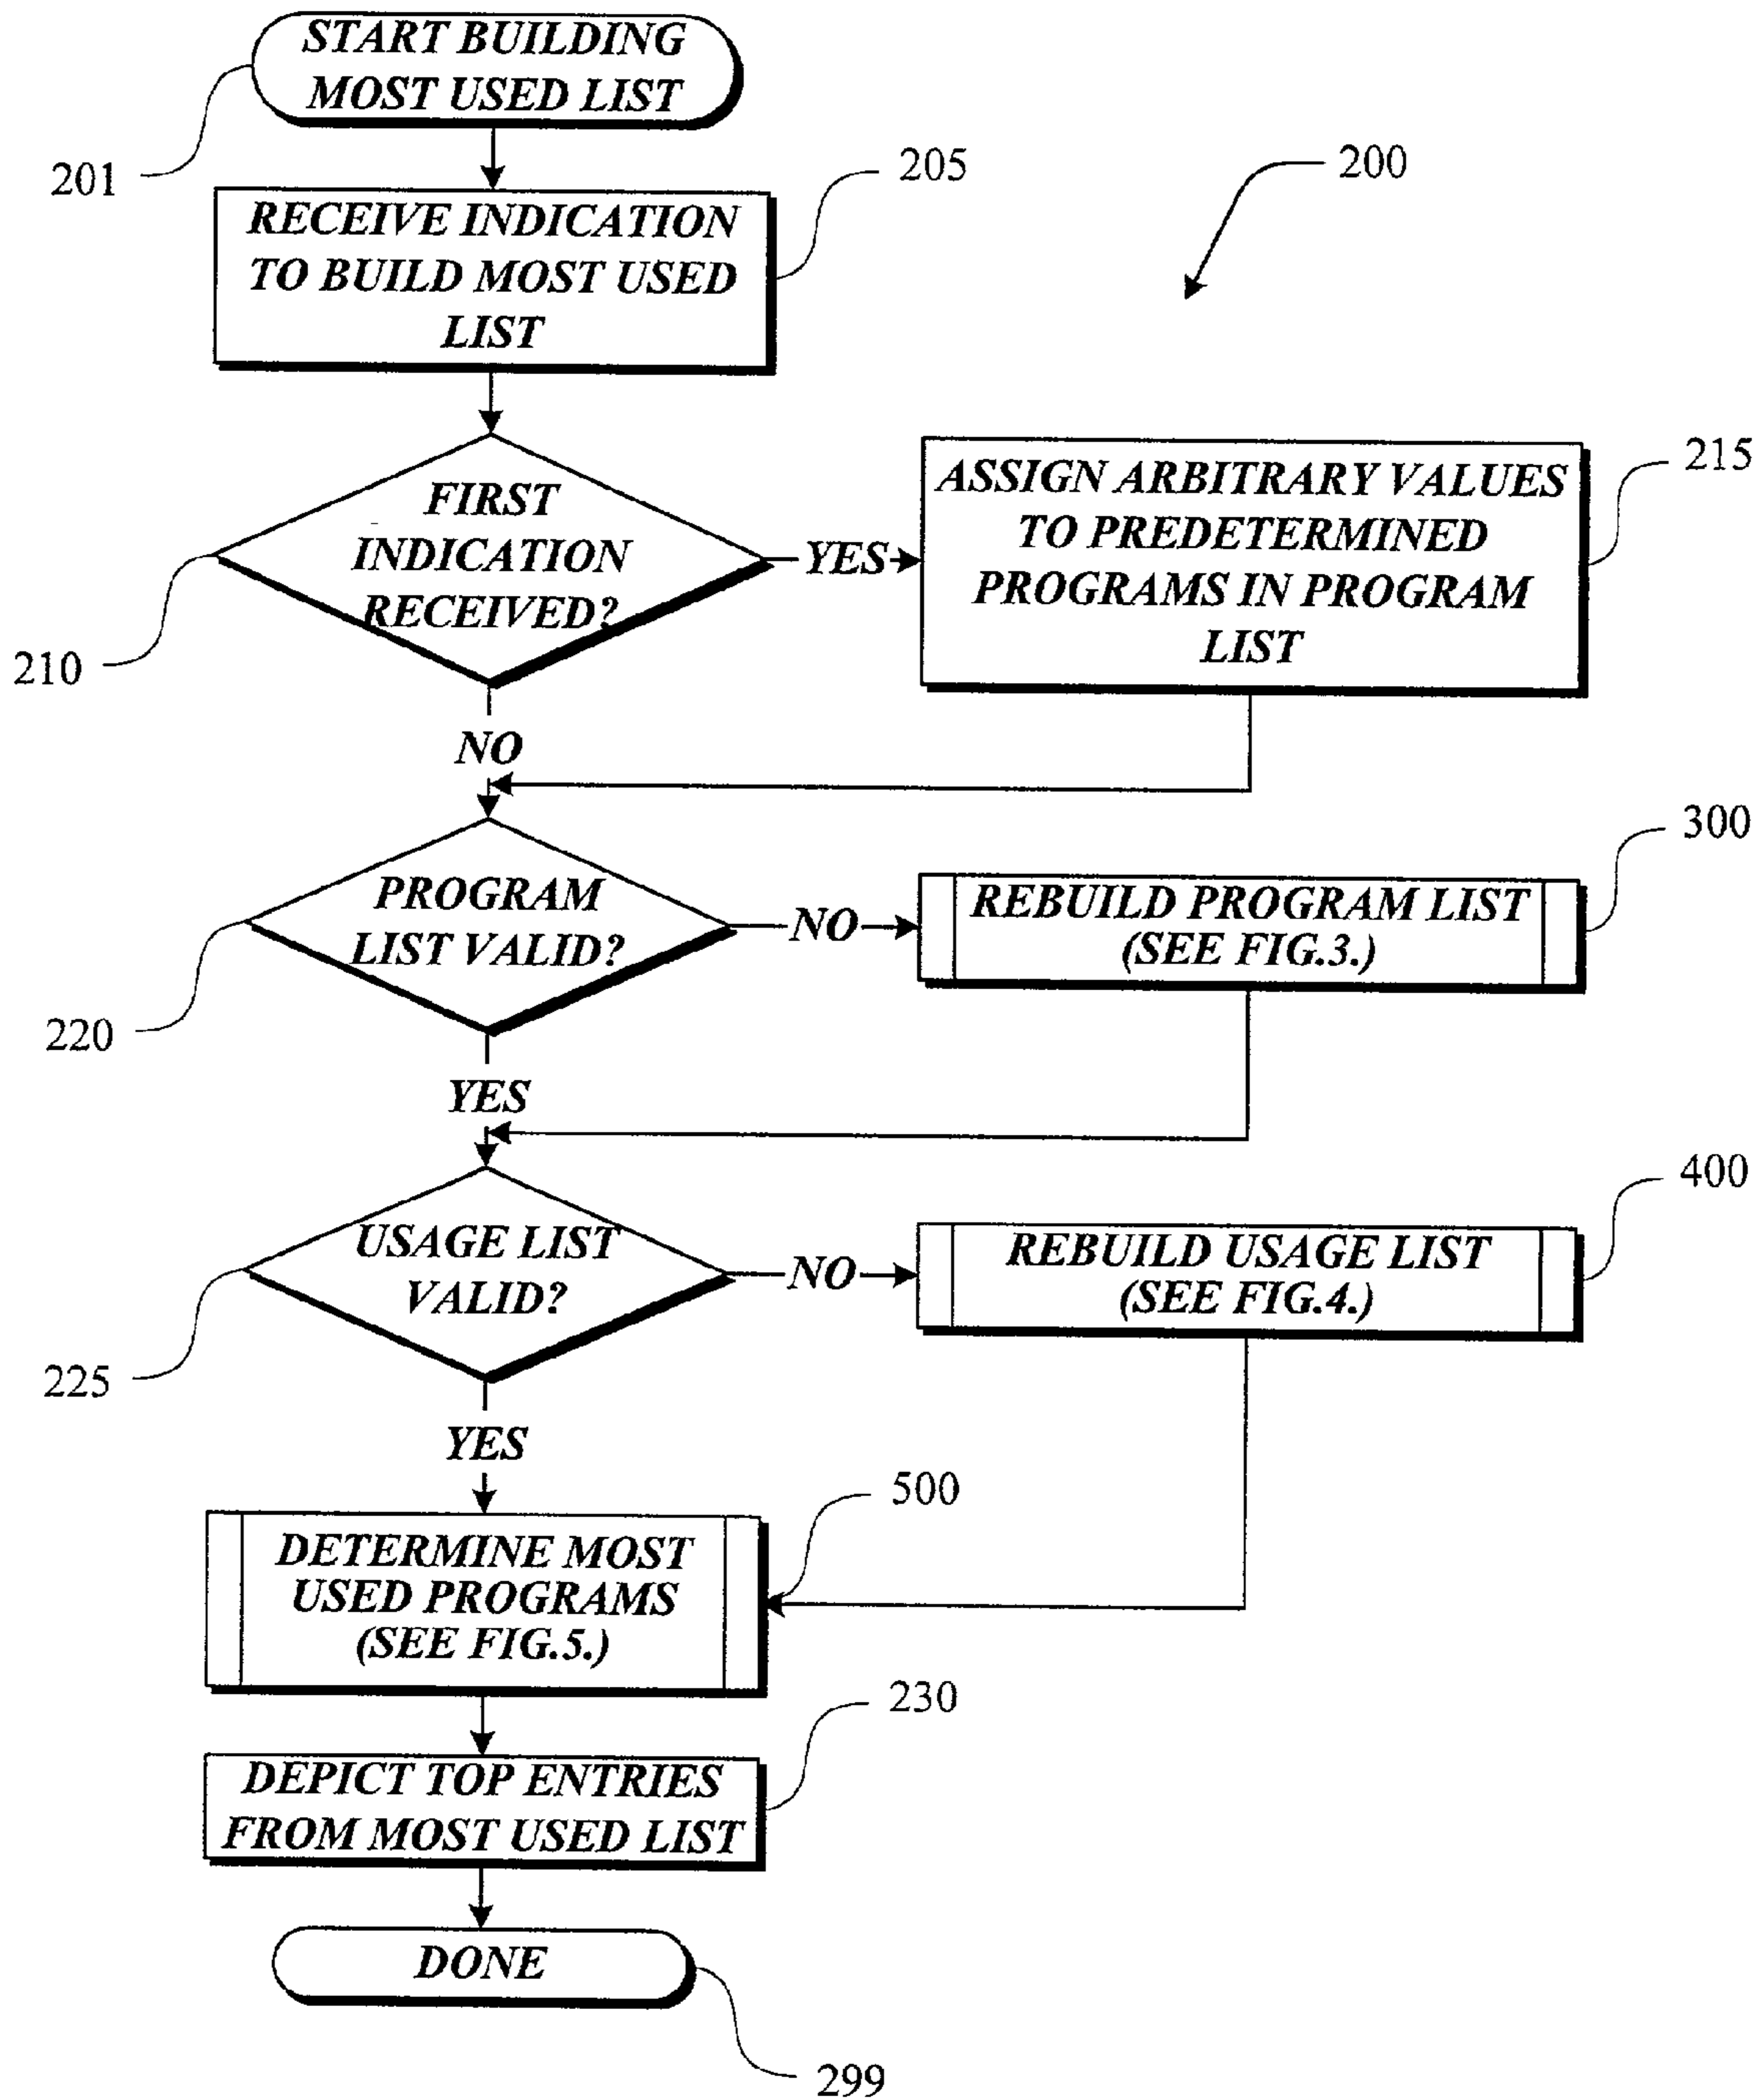 START BUILDING
MOST USED LIST
201
205
200
RECEIVE INDICATION
TO BUILD MOST USED
LIST
FIRST
INDICATION
RECEIVED?
210
YES
ASSIGN ARBITRARY VALUES
TO PREDETERMINED
PROGRAMS IN PROGRAM
LIST
215
NO
PROGRAM
LIST VALID?
220
NO
REBUILD PROGRAM LIST
(SEE FIG.3.)
300
YES
USAGE LIST
VALID?
225
NO
REBUILD USAGE LIST
(SEE FIG.4.)
400
YES
500
DETERMINE MOST
USED PROGRAMS
(SEE FIG.5.)
230
DEPICT TOP ENTRIES
FROM MOST USED LIST
DONE
299